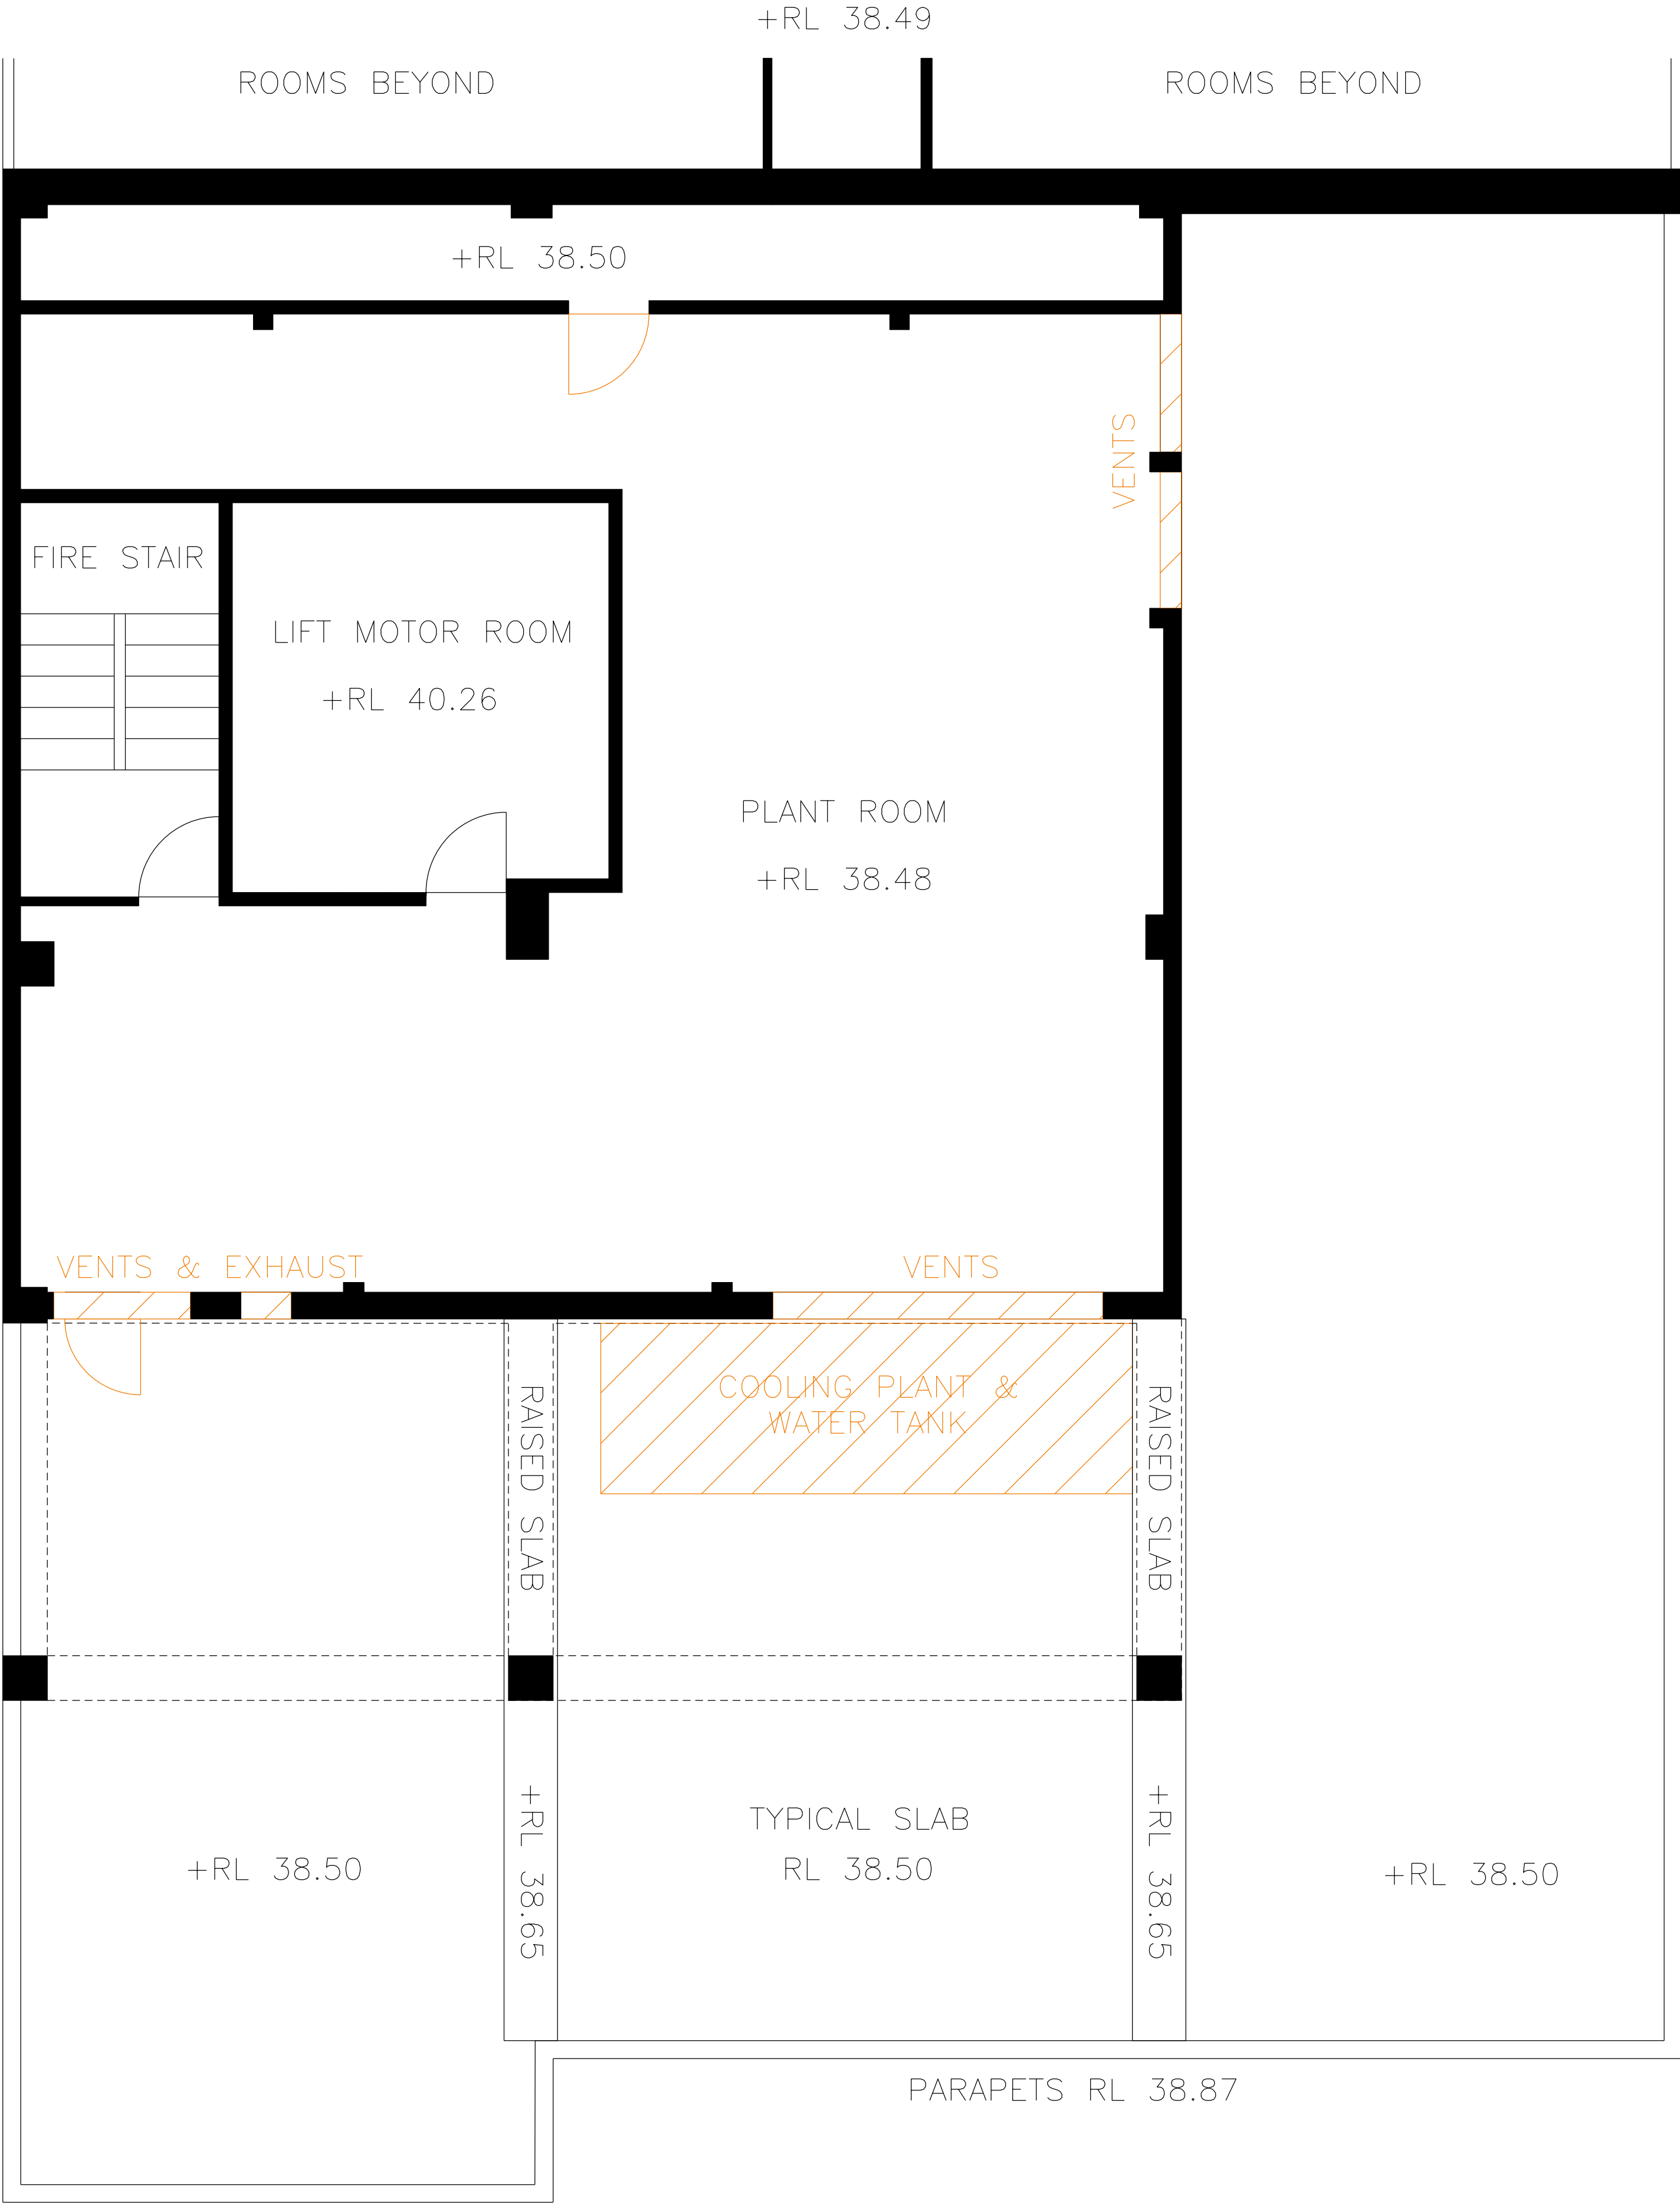 +RL 38.49
ROOMS BEYOND
ROOMS BEYOND
+RL 38.50
VENTS
FIRE STAIR
LIFT MOTOR ROOM
+RL 40.26
PLANT ROOM
+RL 38.48
VENTS & EXHAUST
VENTS
COOLING PLANT &
WATER TANK
RAISED SLAB
RAISED SLAB
+RL 38.65
+RL 38.65
TYPICAL SLAB
RL 38.50
+RL 38.50
+RL 38.50
PARAPETS RL 38.87